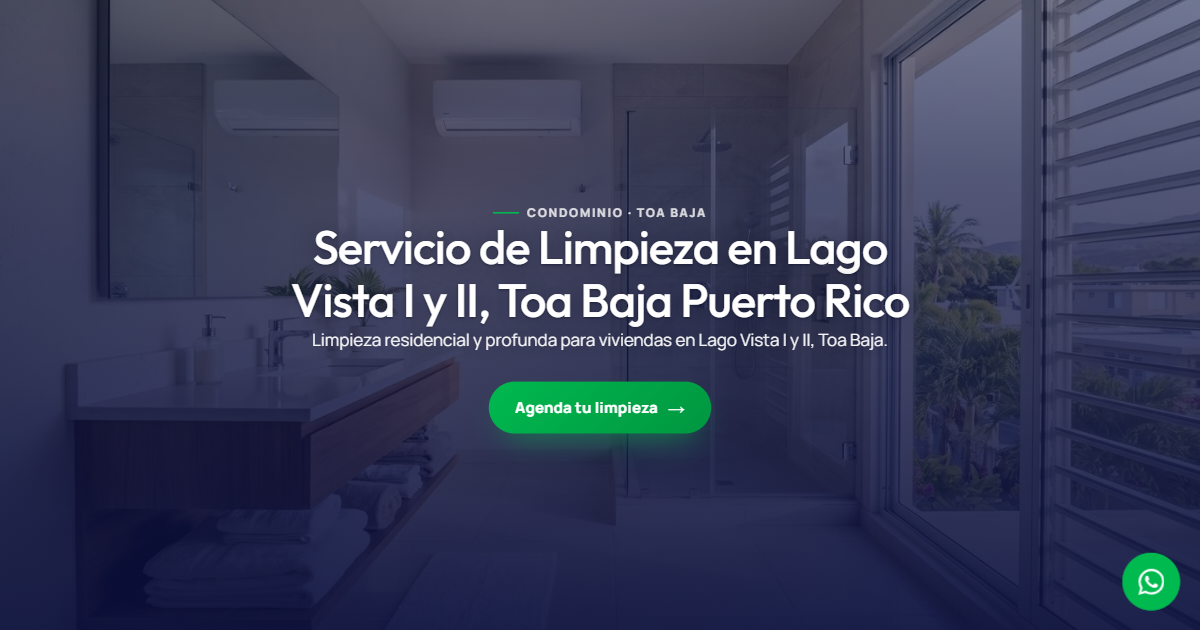 CONDOMINIO · TOA BAJA
Servicio de Limpieza en Lago
Vista I y II, Toa Baja Puerto Rico
Limpieza residencial y profunda para viviendas en Lago Vista I y II, Toa Baja.
Agenda tu limpieza →